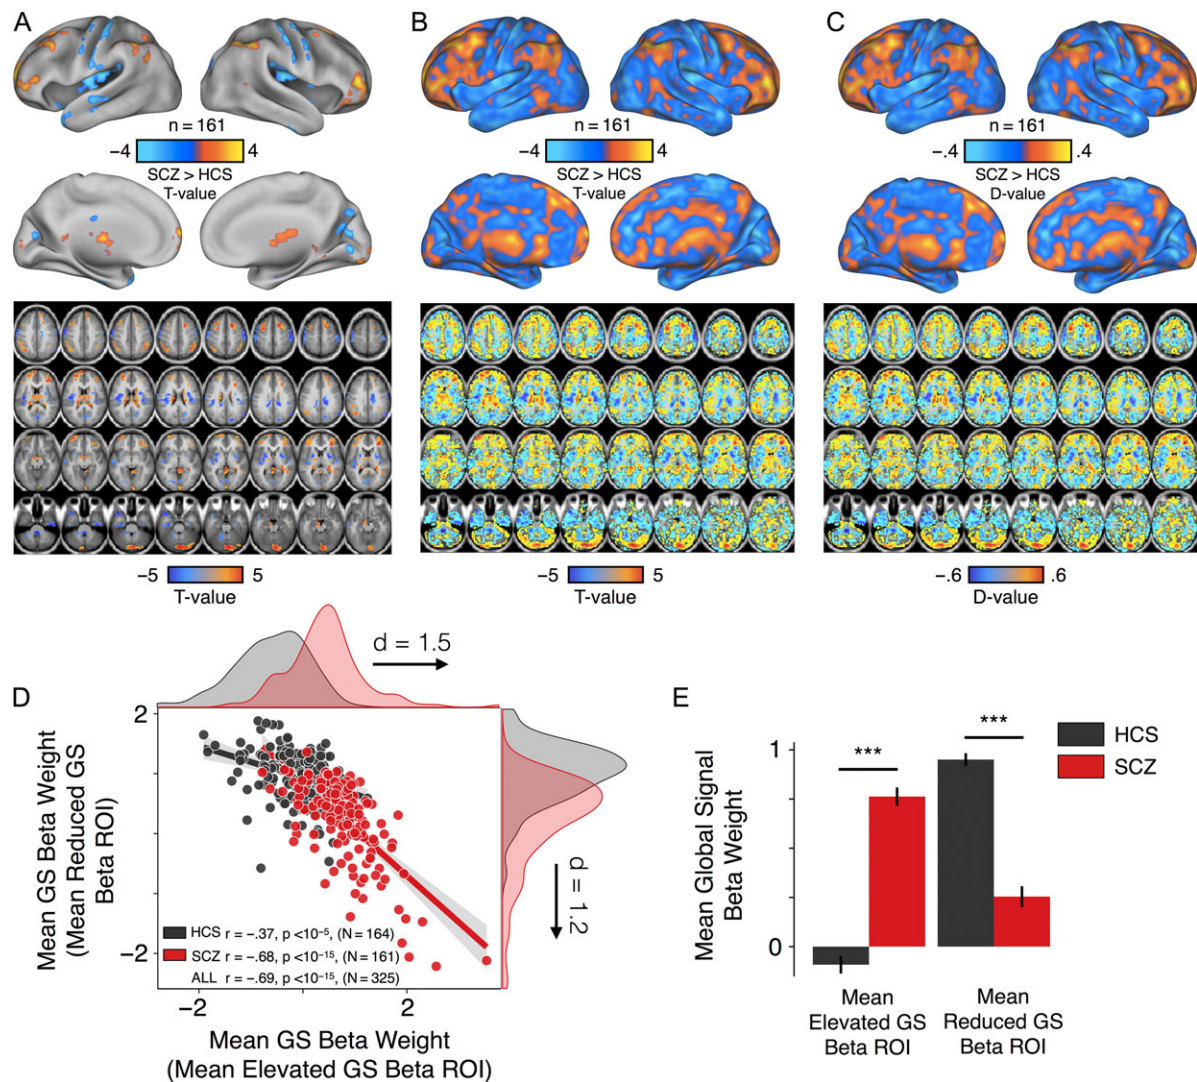 A
B
C
n = 161
-4 4
SCZ > HCS
T-value
n = 161
-4 4
SCZ > HCS
T-value
n = 161
-.4 .4
SCZ > HCS
D-value
-5 5
T-value
-5 5
T-value
-.6 .6
D-value
D
d = 1.5
d = 1.2
2
-2
Mean GS Beta Weight
(Mean Reduced GS
Beta ROI)
HCS r = -.37, p <10⁻⁵, (N = 164)
SCZ r = -.68, p <10⁻¹⁵, (N = 161)
ALL r = -.69, p <10⁻¹⁵, (N = 325)
-2 2
Mean GS Beta Weight
(Mean Elevated GS Beta ROI)
E
*** ***
HCS
SCZ
1
0
Mean Global Signal
Beta Weight
Mean
Elevated GS
Beta ROI
Mean
Reduced GS
Beta ROI